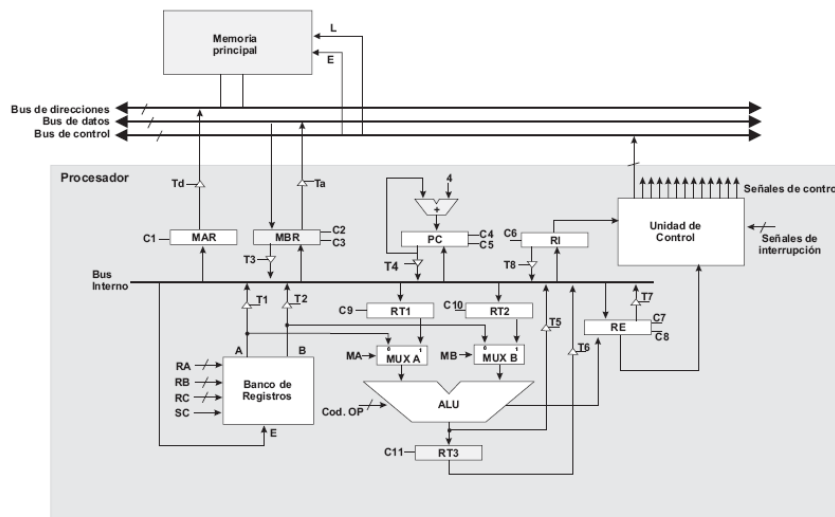 Memoria
principal
L
E
Bus de direcciones
Bus de datos
Bus de control
Procesador
Td
Ta
4
+
Señales de control
C1
MAR
MBR
C2
C3
PC
C4
C5
C6
RI
Unidad de
Control
Señales de
interrupción
T3
T4
T8
Bus
Interno
T1
T2
C9
RT1
C10
RT2
T5
T7
RE
C7
C8
T6
A
B
MA
0
1
MUX A
MB
0
1
MUX B
RA
RB
RC
SC
Banco de
Registros
E
Cod. OP
ALU
C11
RT3